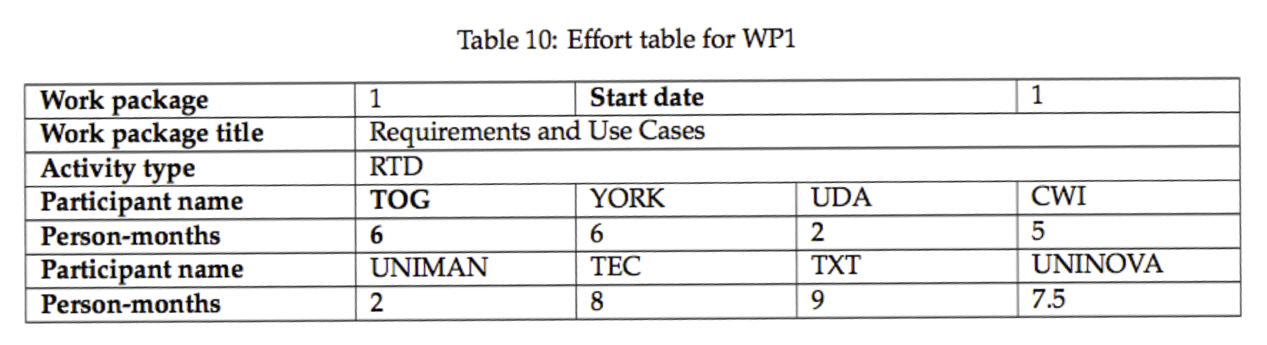 Table 10: Effort table for WP1
Work package 1 Start date 1
Work package title Requirements and Use Cases
Activity type RTD
Participant name TOG YORK UDA CWI
Person-months 6 6 2 5
Participant name UNIMAN TEC TXT UNINOVA
Person-months 2 8 9 7.5